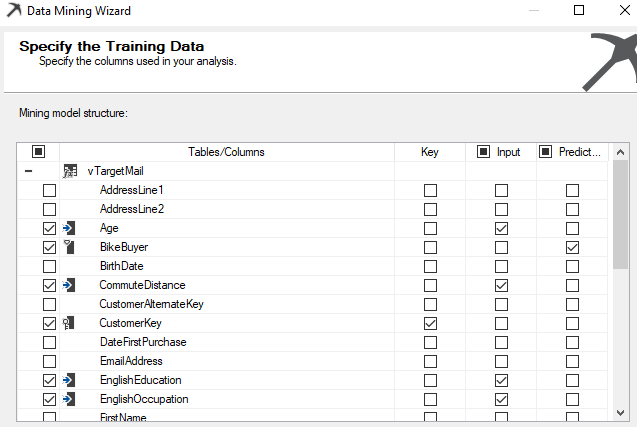 Data Mining Wizard
Specify the Training Data
Specify the columns used in your analysis.
Mining model structure:
Tables/Columns Key Input Predict...
vTargetMail
AddressLine1
AddressLine2
Age
BikeBuyer
BirthDate
CommuteDistance
CustomerAlternateKey
CustomerKey
DateFirstPurchase
EmailAddress
EnglishEducation
EnglishOccupation
FirstName